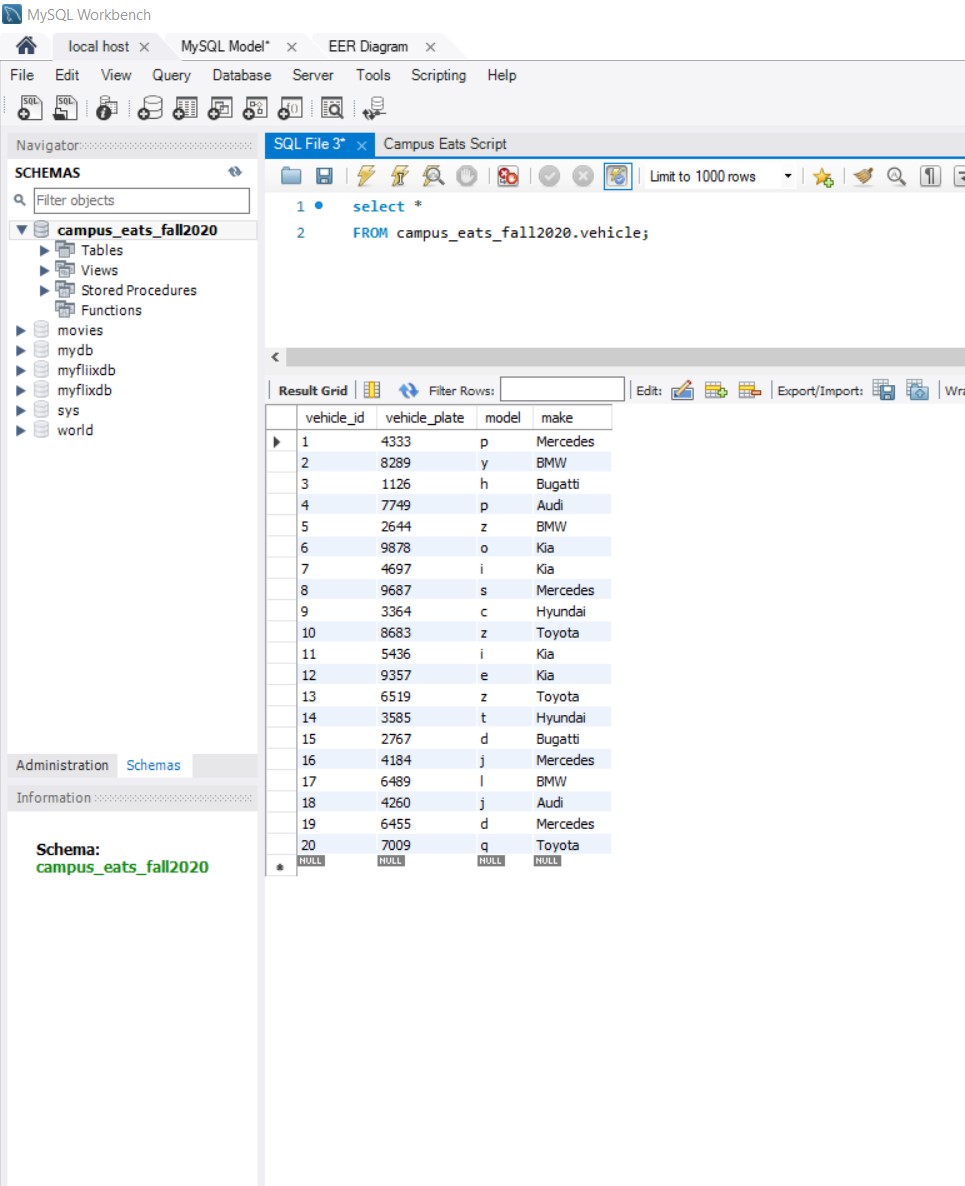 MySQL Workbench
local host
MySQL Model*
EER Diagram
File Edit View Query Database Server Tools Scripting Help
Navigator
SQL File 3*
Campus Eats Script
SCHEMAS
Filter objects
Limit to 1000 rows
1 select *
2 FROM campus_eats_fall2020.vehicle;
campus_eats_fall2020
Tables
Views
Stored Procedures
Functions
movies
mydb
myfliixdb
myflixdb
sys
world
Administration Schemas
Information
Schema:
campus_eats_fall2020
Result Grid Filter Rows: Edit: Export/Import:
vehicle_id vehicle_plate model make
1 4333 p Mercedes
2 8289 y BMW
3 1126 h Bugatti
4 7749 p Audi
5 2644 z BMW
6 9878 o Kia
7 4697 i Kia
8 9687 s Mercedes
9 3364 c Hyundai
10 8683 z Toyota
11 5436 i Kia
12 9357 e Kia
13 6519 z Toyota
14 3585 t Hyundai
15 2767 d Bugatti
16 4184 j Mercedes
17 6489 l BMW
18 4260 j Audi
19 6455 d Mercedes
20 7009 q Toyota
NULL NULL NULL NULL